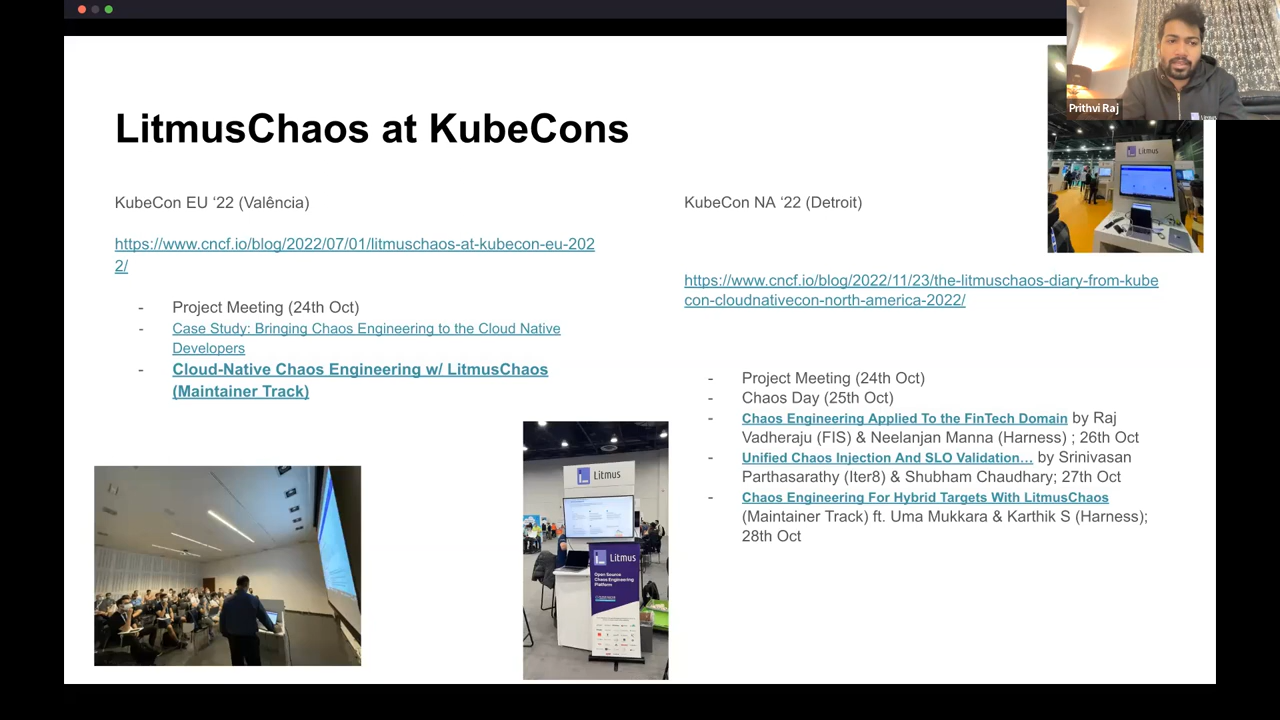 Prithvi Raj
LitmusChaos at KubeCons
KubeCon EU ‘22 (Valência)
https://www.cncf.io/blog/2022/07/01/litmuschaos-at-kubecon-eu-202
2/
- Project Meeting (24th Oct)
- Case Study: Bringing Chaos Engineering to the Cloud Native
Developers
- Cloud-Native Chaos Engineering w/ LitmusChaos
(Maintainer Track)
KubeCon NA ‘22 (Detroit)
https://www.cncf.io/blog/2022/11/23/the-litmuschaos-diary-from-kube
con-cloudnativecon-north-america-2022/
- Project Meeting (24th Oct)
- Chaos Day (25th Oct)
- Chaos Engineering Applied To the FinTech Domain by Raj
Vadheraju (FIS) & Neelanjan Manna (Harness) ; 26th Oct
- Unified Chaos Injection And SLO Validation… by Srinivasan
Parthasarathy (Iter8) & Shubham Chaudhary; 27th Oct
- Chaos Engineering For Hybrid Targets With LitmusChaos
(Maintainer Track) ft. Uma Mukkara & Karthik S (Harness);
28th Oct
Litmus
Litmus
Litmus
Open Source
Chaos Engineering
Platform